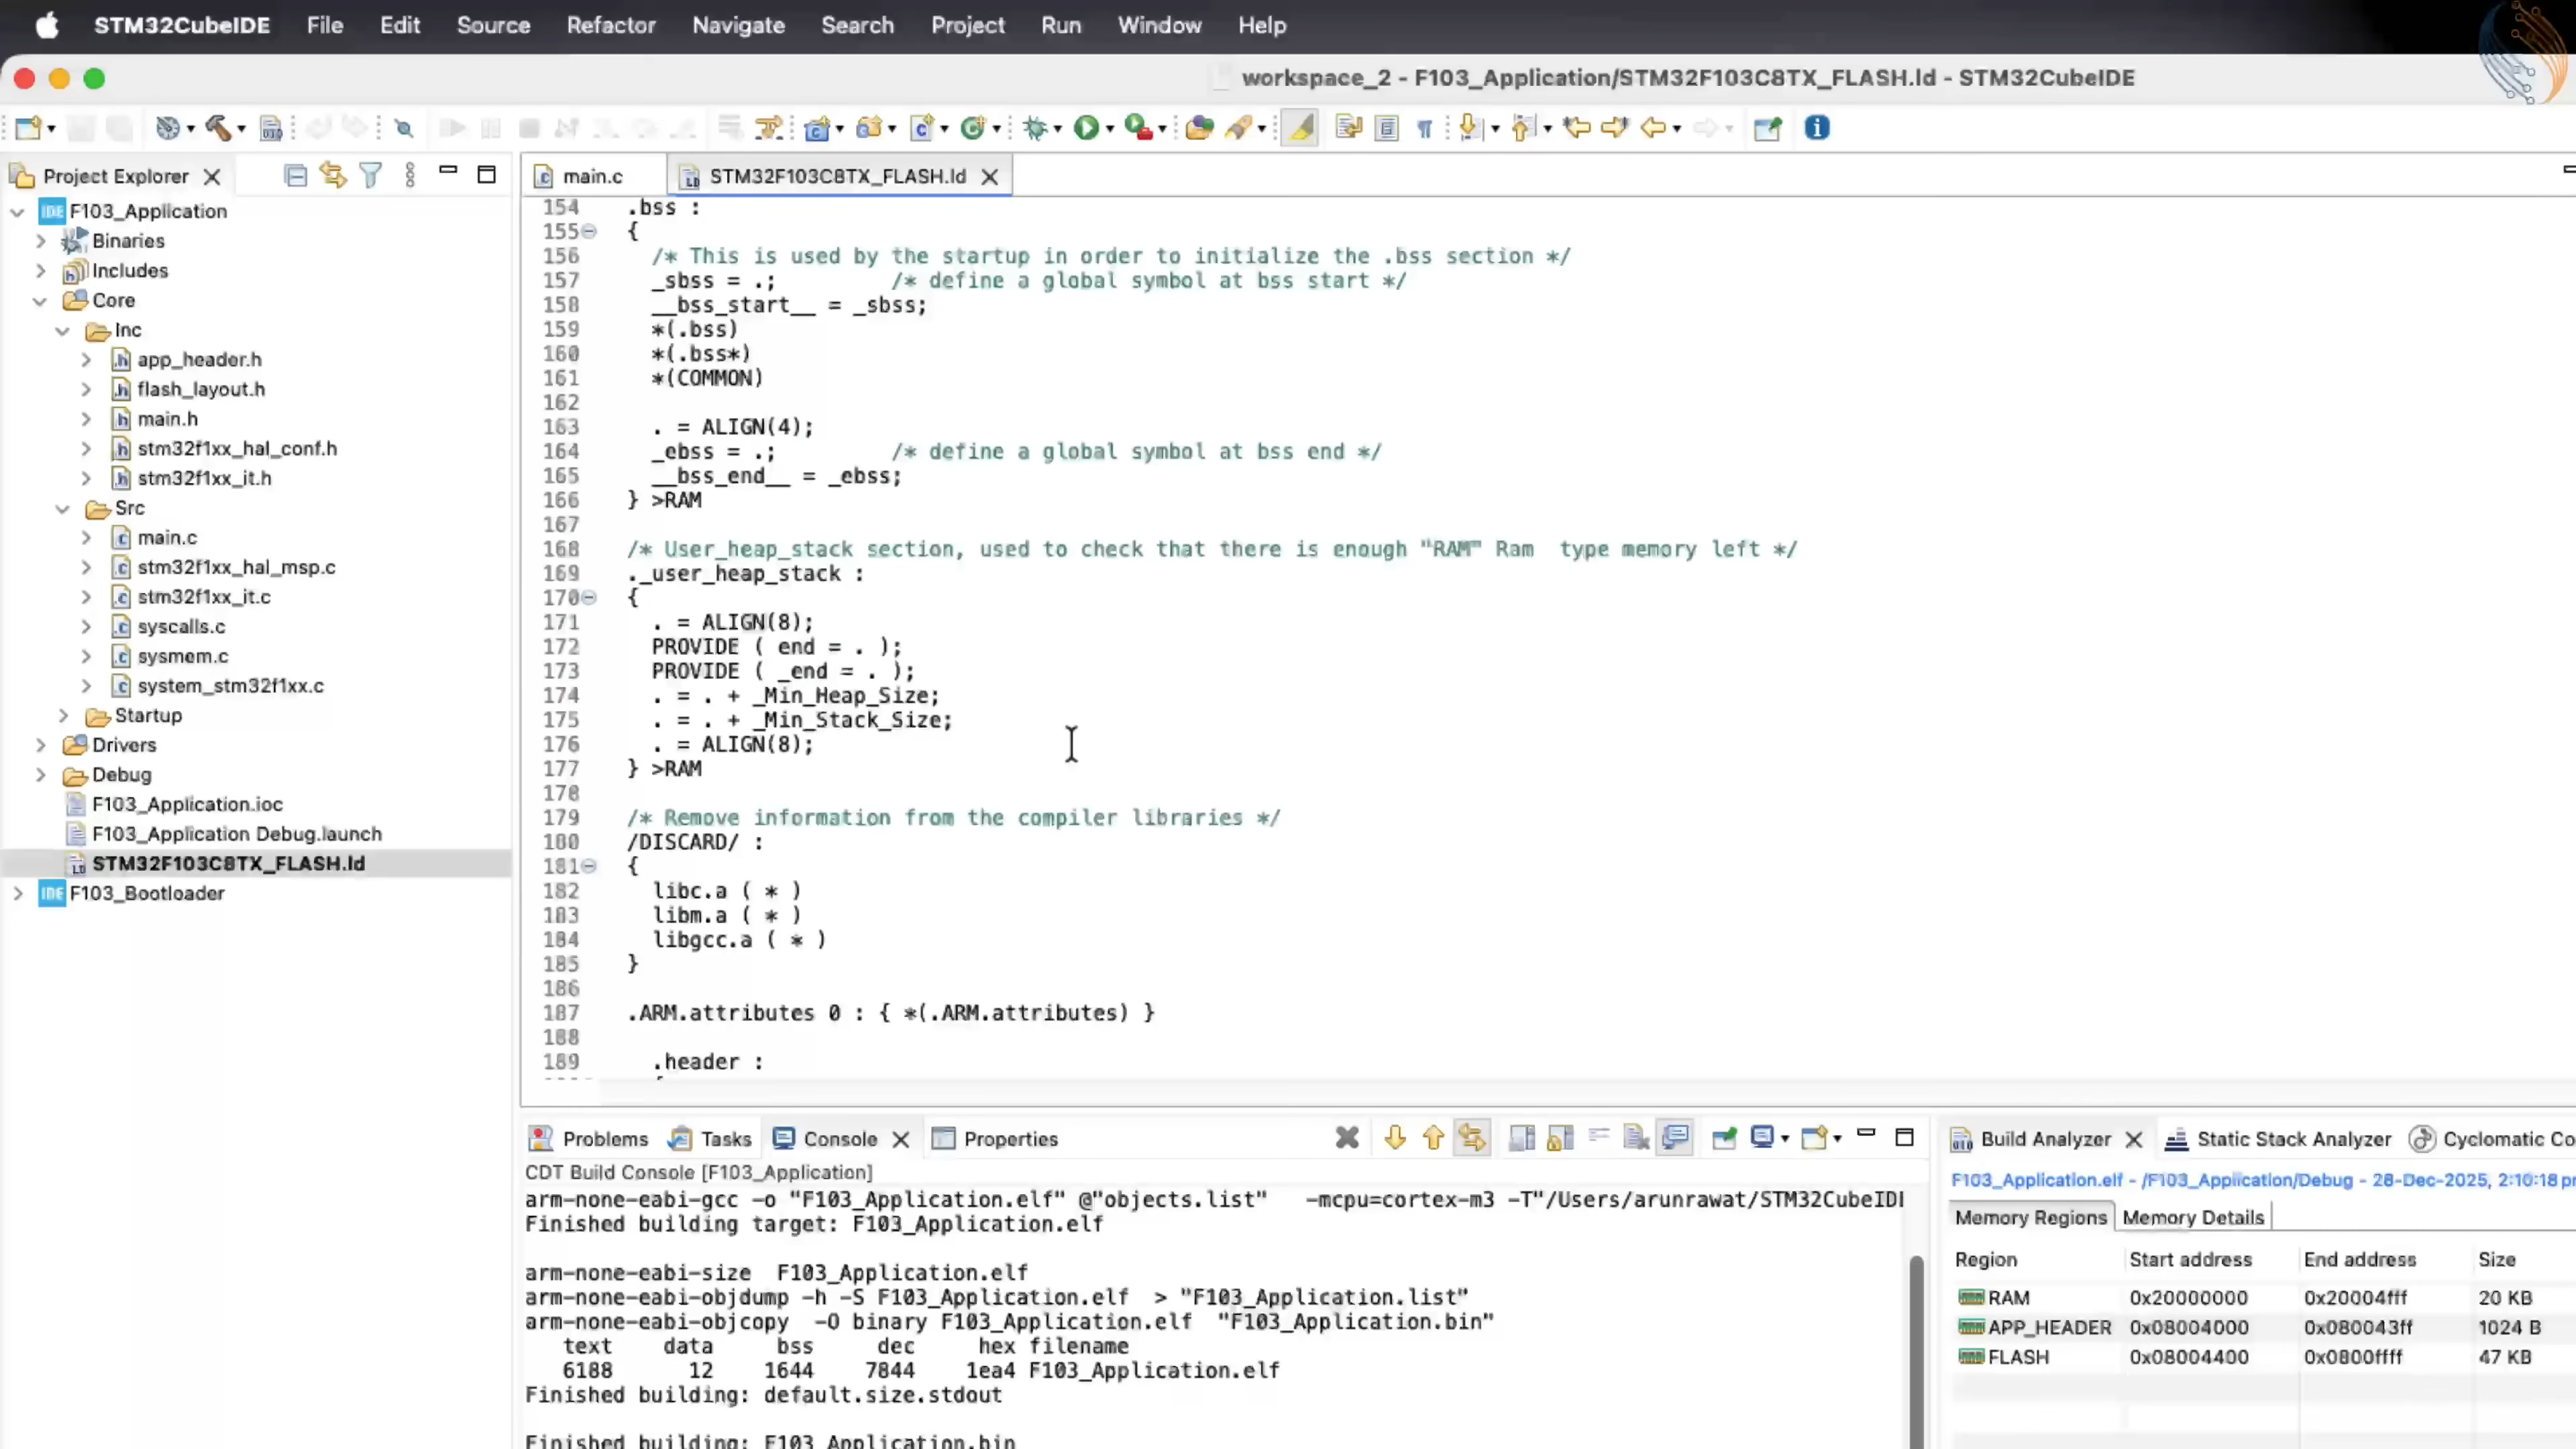 STM32CubeIDE File Edit Source Refactor Navigate Search Project Run Window Help
workspace_2 - F103_Application/STM32F103C8TX_FLASH.ld - STM32CubeIDE
Project Explorer
F103_Application
Binaries
Includes
Core
Inc
app_header.h
flash_layout.h
main.h
stm32f1xx_hal_conf.h
stm32f1xx_it.h
Src
main.c
stm32f1xx_hal_msp.c
stm32f1xx_it.c
syscalls.c
sysmem.c
system_stm32f1xx.c
Startup
Drivers
Debug
F103_Application.ioc
F103_Application Debug.launch
STM32F103C8TX_FLASH.ld
F103_Bootloader
main.c STM32F103C8TX_FLASH.ld
154 .bss :
155 {
156 /* This is used by the startup in order to initialize the .bss section */
157 _sbss = .; /* define a global symbol at bss start */
158 __bss_start__ = _sbss;
159 *(.bss)
160 *(.bss*)
161 *(COMMON)
162
163 . = ALIGN(4);
164 _ebss = .; /* define a global symbol at bss end */
165 __bss_end__ = _ebss;
166 } >RAM
167
168 /* User_heap_stack section, used to check that there is enough "RAM" Ram type memory left */
169 ._user_heap_stack :
170 {
171 . = ALIGN(8);
172 PROVIDE ( end = . );
173 PROVIDE ( _end = . );
174 . = . + _Min_Heap_Size;
175 . = . + _Min_Stack_Size;
176 . = ALIGN(8);
177 } >RAM
178
179 /* Remove information from the compiler libraries */
180 /DISCARD/ :
181 {
182 libc.a ( * )
183 libm.a ( * )
184 libgcc.a ( * )
185 }
186
187 .ARM.attributes 0 : { *(.ARM.attributes) }
188
189 .header :
Problems Tasks Console Properties
CDT Build Console [F103_Application]
arm-none-eabi-gcc -o "F103_Application.elf" @"objects.list" -mcpu=cortex-m3 -T"/Users/arunrawat/STM32CubeIDE
Finished building target: F103_Application.elf
arm-none-eabi-size F103_Application.elf
arm-none-eabi-objdump -h -S F103_Application.elf > "F103_Application.list"
arm-none-eabi-objcopy -O binary F103_Application.elf "F103_Application.bin"
text data bss dec hex filename
6188 12 1644 7844 1ea4 F103_Application.elf
Finished building: default.size.stdout
Finished building: F103_Application.bin
Build Analyzer Static Stack Analyzer Cyclomatic Co
F103_Application.elf - /F103_Application/Debug - 28-Dec-2025, 2:10:18 pm
Memory Regions Memory Details
Region Start address End address Size
RAM 0x20000000 0x20004fff 20 KB
APP_HEADER 0x08004000 0x080043ff 1024 B
FLASH 0x08004400 0x0800ffff 47 KB